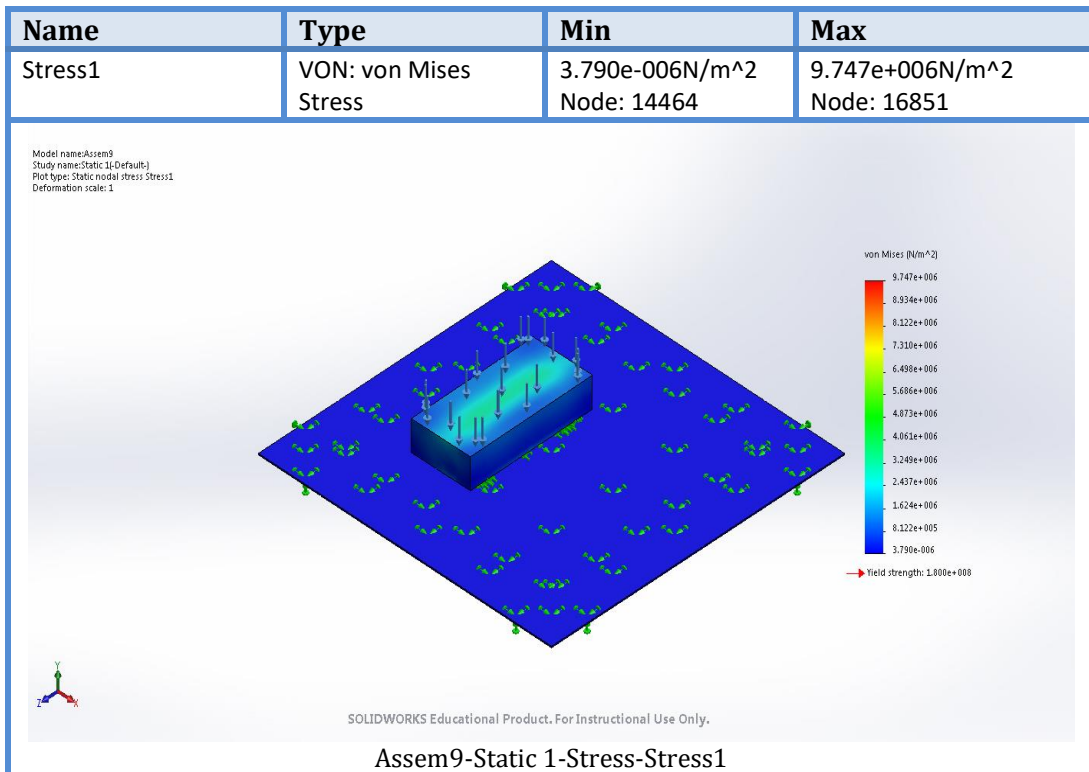 Name Type Min Max
Stress1 VON: von Mises 3.790e-006N/m^2 9.747e+006N/m^2
Stress Node: 14464 Node: 16851
Model name:Assem9
Study name:Static 1(-Default-)
Plot type: Static nodal stress Stress1
Deformation scale: 1
von Mises (N/m^2)
9.747e+006
8.934e+006
8.122e+006
7.310e+006
6.498e+006
5.686e+006
4.873e+006
4.061e+006
3.249e+006
2.437e+006
1.624e+006
8.122e+005
3.790e-006
Yield strength: 1.800e+008
Y
Z X
SOLIDWORKS Educational Product. For Instructional Use Only.
Assem9-Static 1-Stress-Stress1